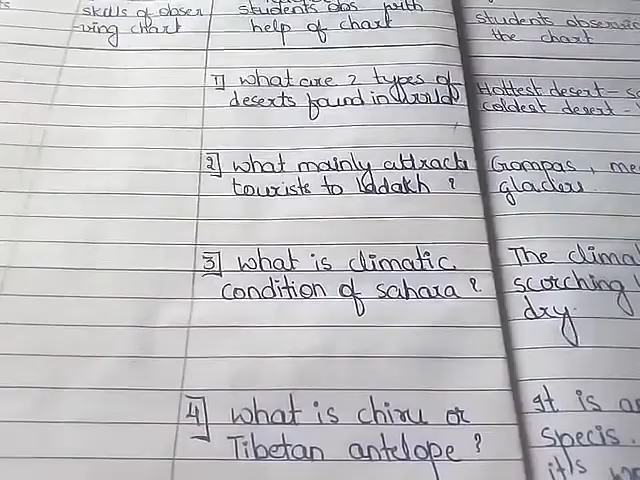 skills of obser
ving chart
students obs with
help of chart
students observ
the chart
1) what are 2 types of
deserts found in world
Hottest desert - s
coldest desert -
2] what mainly attracts
tourists to ladakh ?
Gompas, me
glaciers.
3] what is climatic
condition of sahara ?
The clima
scorching
dry.
4] what is chiru or
Tibetan antelope ?
It is a
specis.
it's